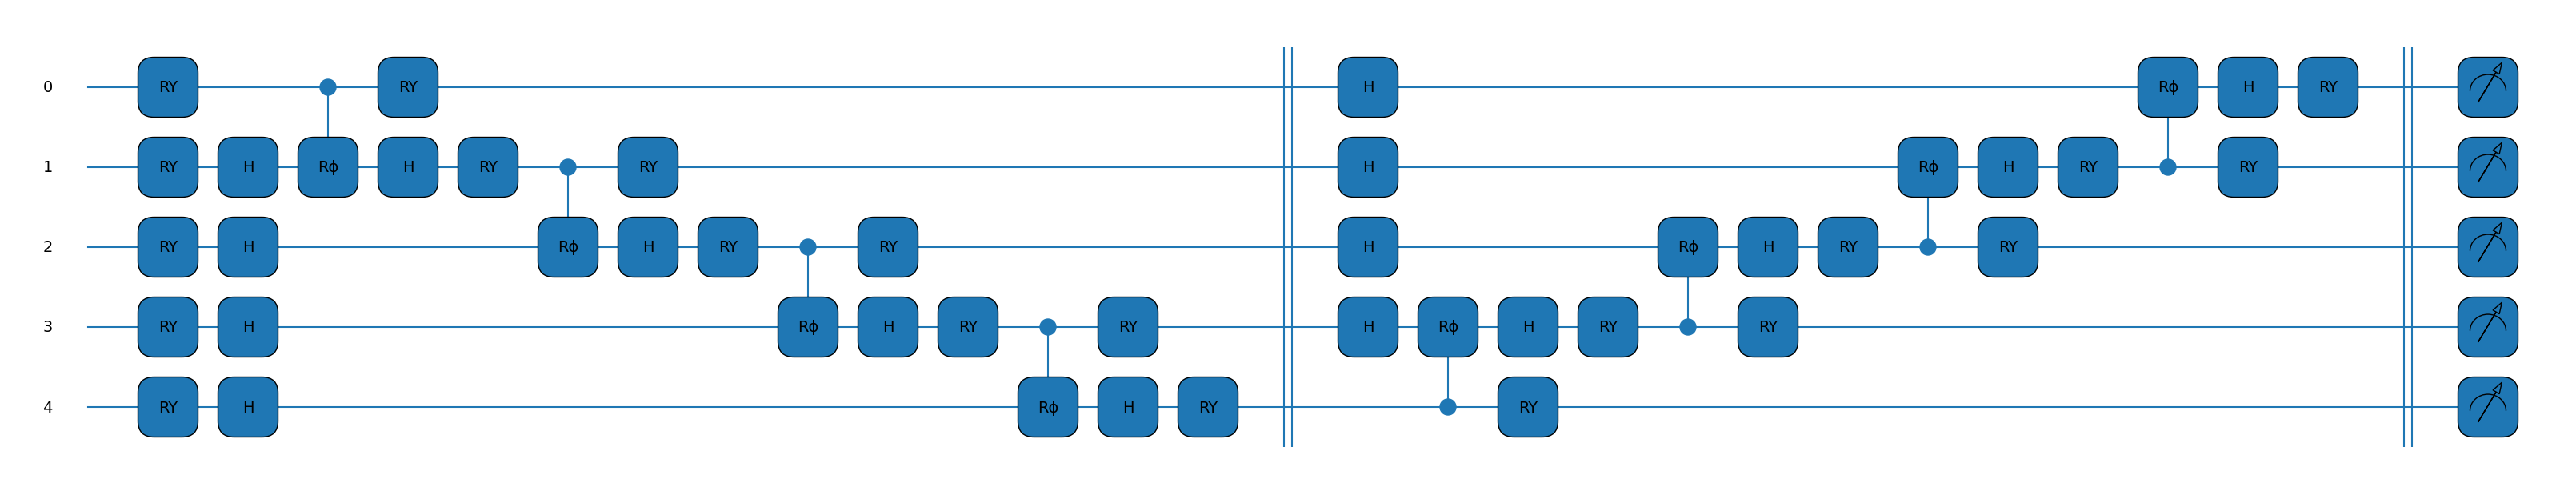 0 RY RY H Rϕ H RY
1 RY H Rϕ H RY RY H Rϕ H RY RY
2 RY H Rϕ H RY RY H Rϕ H RY RY
3 RY H Rϕ H RY RY H Rϕ H RY RY
4 RY H Rϕ H RY RY